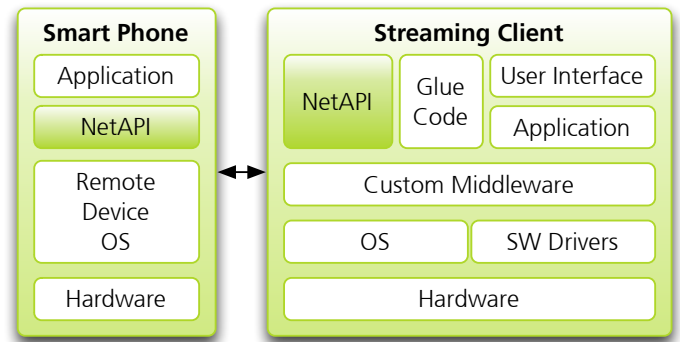 Smart Phone
Application
NetAPI
Remote
Device
OS
Hardware
Streaming Client
NetAPI
Glue
Code
User Interface
Application
Custom Middleware
OS
SW Drivers
Hardware